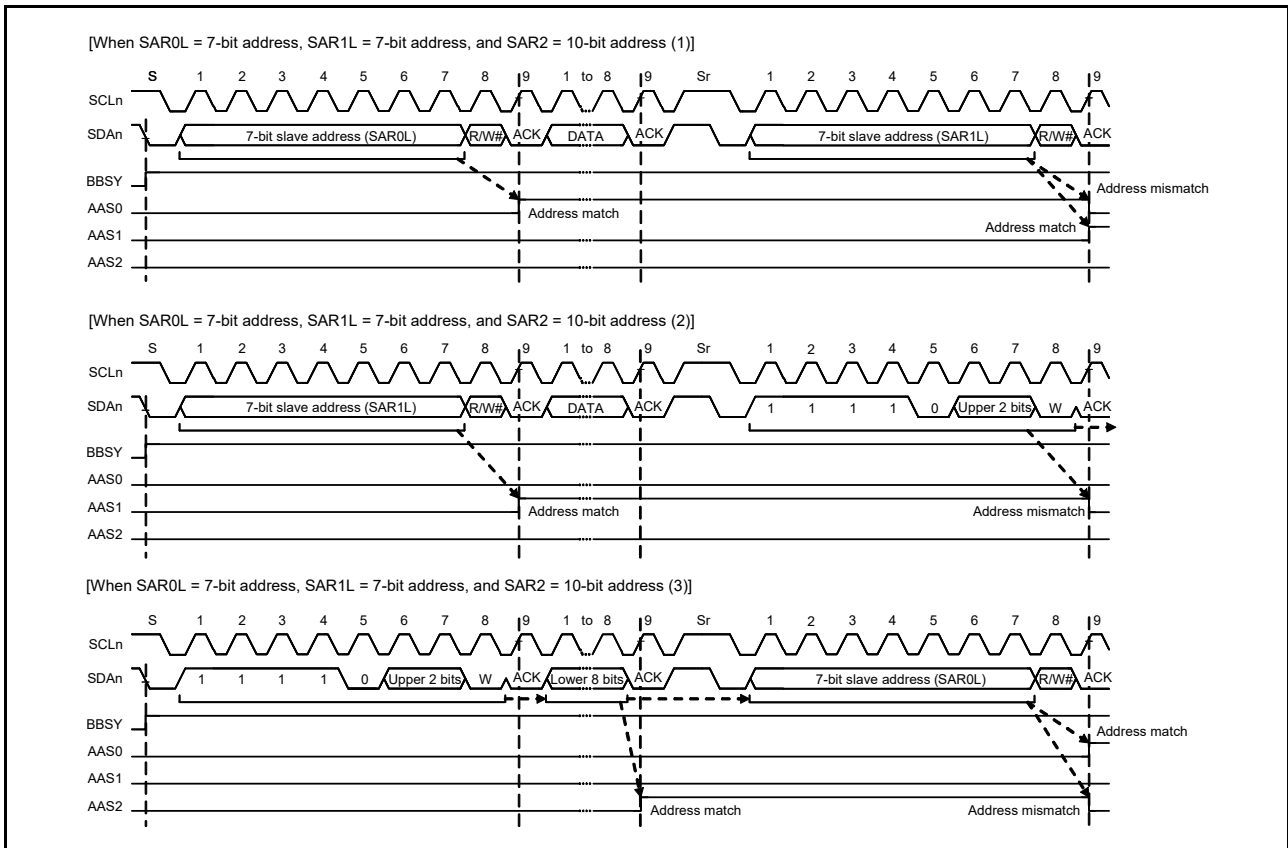 [When SAR0L = 7-bit address, SAR1L = 7-bit address, and SAR2 = 10-bit address (1)]
S 1 2 3 4 5 6 7 8 9 1 to 8 9 Sr 1 2 3 4 5 6 7 8 9
SCLn
SDAn 7-bit slave address (SAR0L) R/W# ACK DATA ACK 7-bit slave address (SAR1L) R/W# ACK
BBSY
Address mismatch
AAS0
Address match
Address match
AAS1
AAS2
[When SAR0L = 7-bit address, SAR1L = 7-bit address, and SAR2 = 10-bit address (2)]
S 1 2 3 4 5 6 7 8 9 1 to 8 9 Sr 1 2 3 4 5 6 7 8 9
SCLn
SDAn 7-bit slave address (SAR1L) R/W# ACK DATA ACK 1 1 1 1 0 Upper 2 bits W ACK
BBSY
AAS0
AAS1
Address match Address mismatch
AAS2
[When SAR0L = 7-bit address, SAR1L = 7-bit address, and SAR2 = 10-bit address (3)]
S 1 2 3 4 5 6 7 8 9 1 to 8 9 Sr 1 2 3 4 5 6 7 8 9
SCLn
SDAn 1 1 1 1 0 Upper 2 bits W ACK Lower 8 bits ACK 7-bit slave address (SAR0L) R/W# ACK
BBSY
Address match
AAS0
AAS1
AAS2
Address match Address mismatch